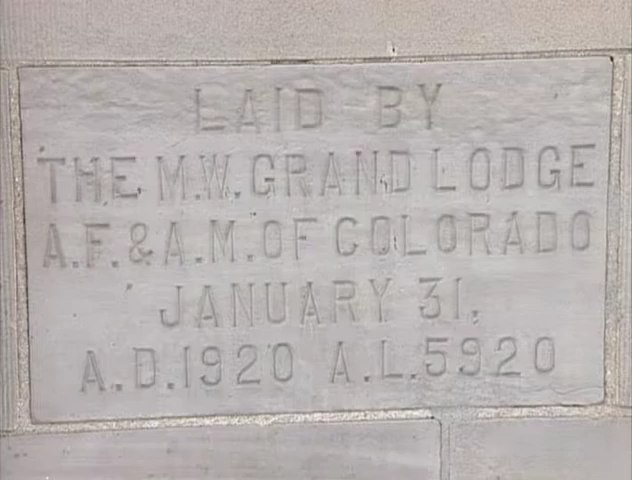 LAID BY
THE M.W. GRAND LODGE
A.F. & A.M. OF COLORADO
JANUARY 31,
A.D. 1920 A.L. 5920